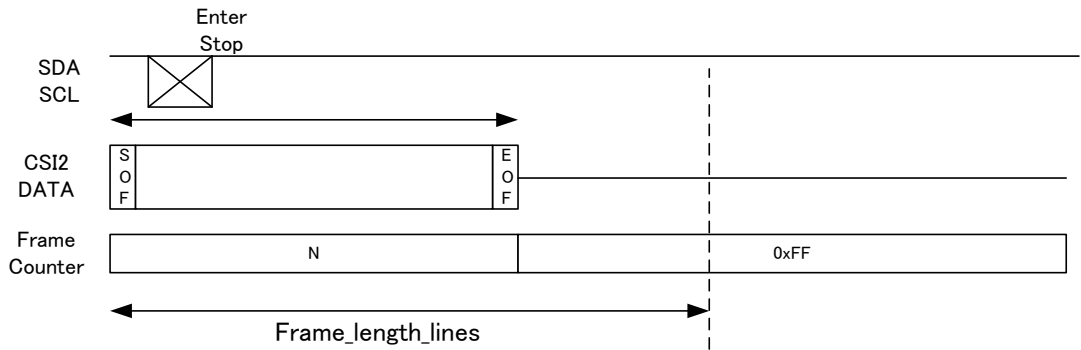 Enter
Stop
SDA
SCL
CSI2
DATA
S
O
F
E
O
F
Frame
Counter
N
0xFF
Frame_length_lines